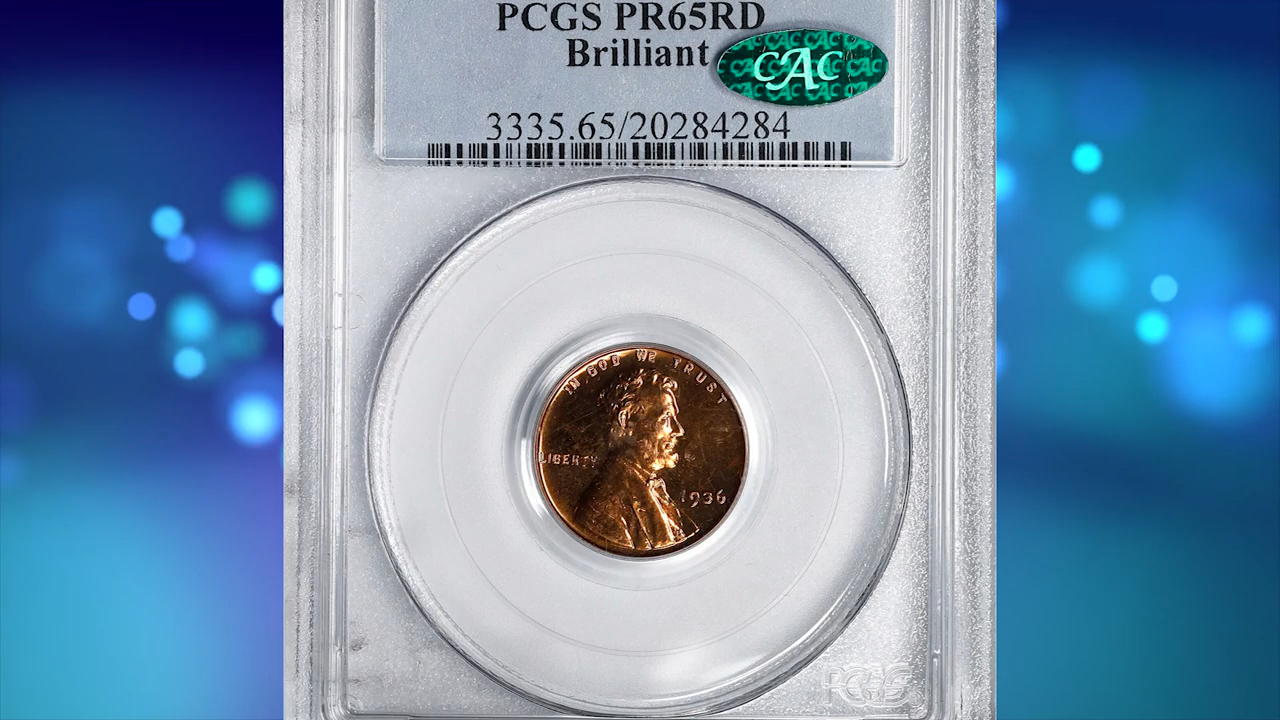 PCGS PR65RD
Brilliant
CAC
3335.65/20284284
IN GOD WE TRUST
LIBERTY
1936
PCGS